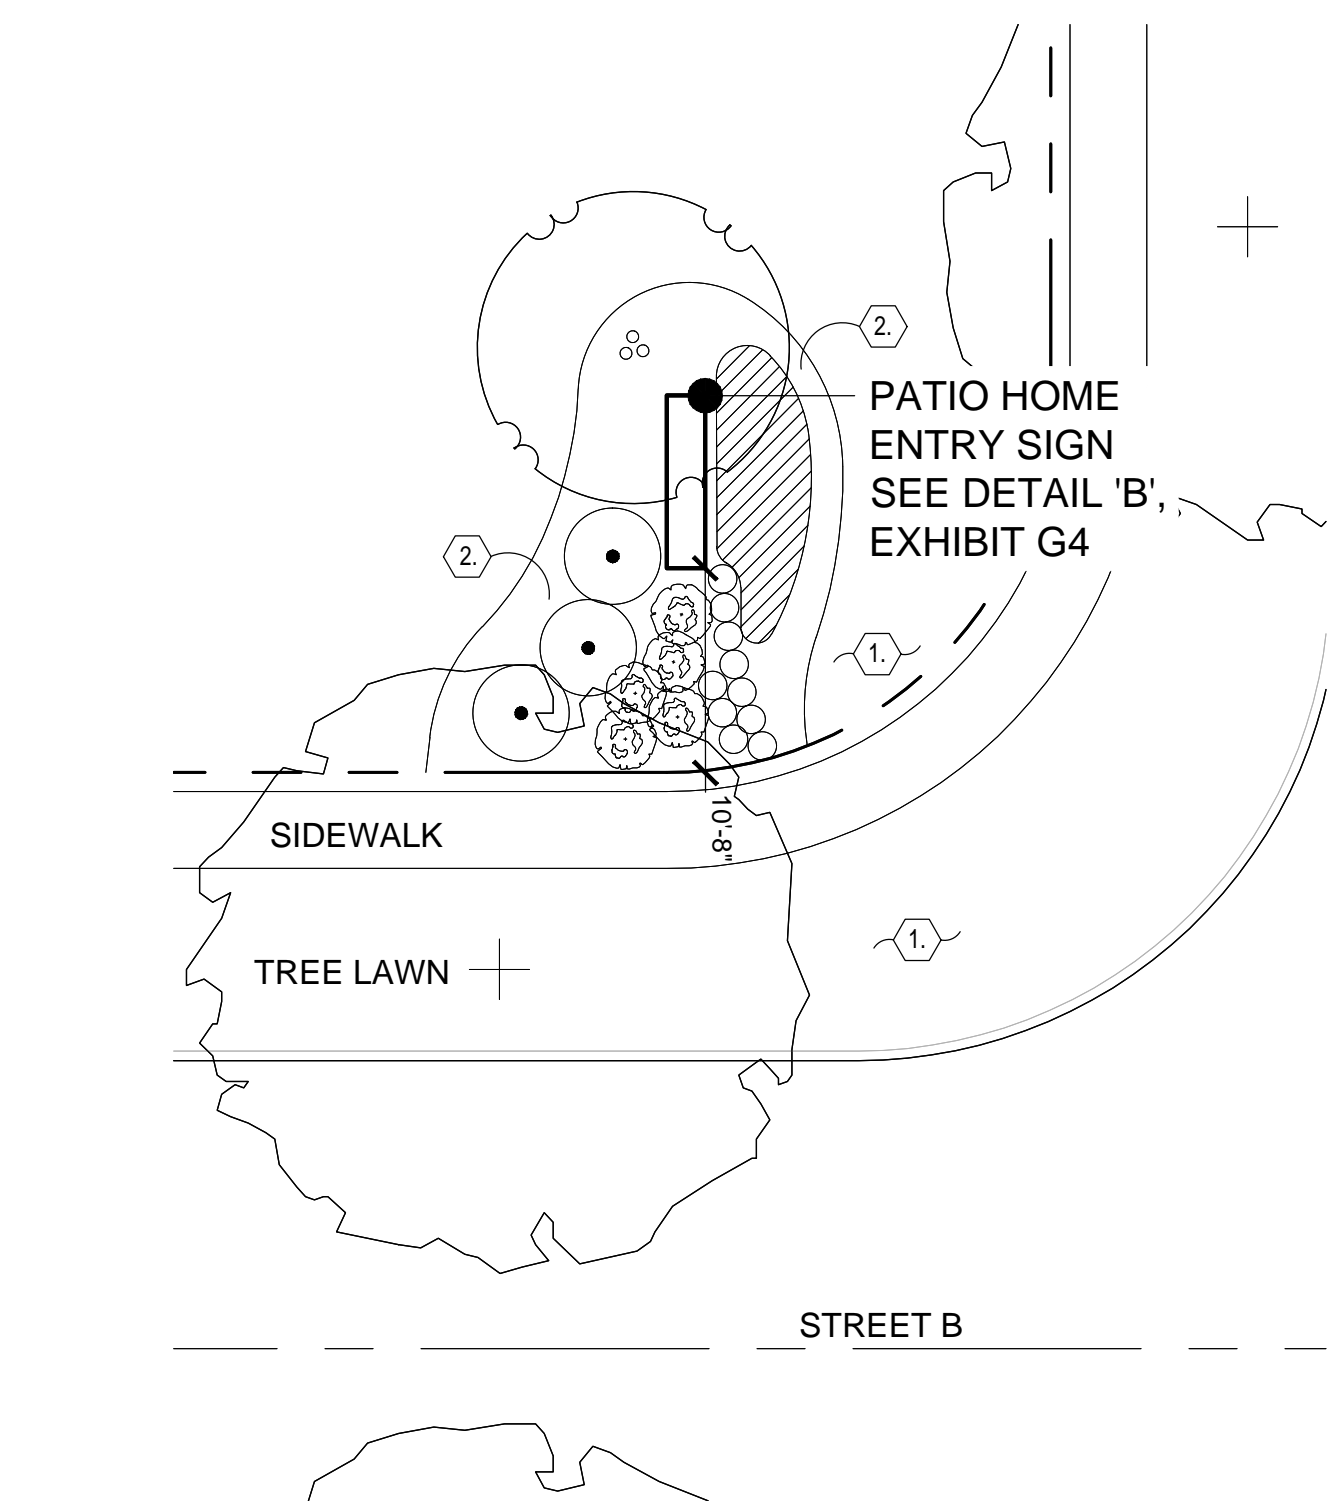 2.
PATIO HOME
ENTRY SIGN
SEE DETAIL 'B',
EXHIBIT G4
2.
1.
10'-8"
SIDEWALK
1.
TREE LAWN
STREET B